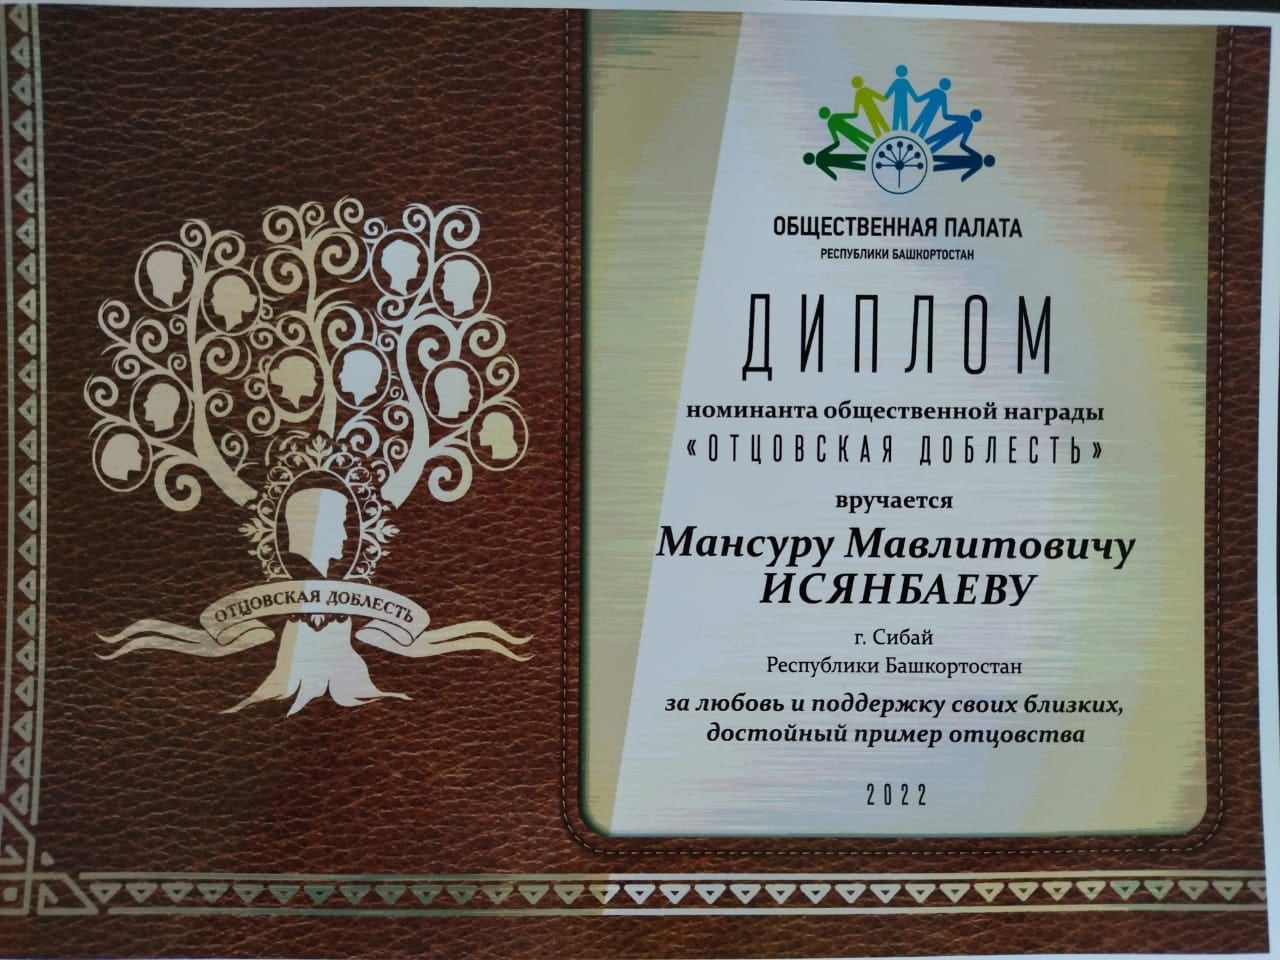 ОТЦОВСКАЯ ДОБЛЕСТЬ
ОБЩЕСТВЕННАЯ ПАЛАТА
РЕСПУБЛИКИ БАШКОРТОСТАН
ДИПЛОМ
номинанта общественной награды
«ОТЦОВСКАЯ ДОБЛЕСТЬ»
вручается
Мансуру Мавлитовичу
ИСЯНБАЕВУ
г. Сибай
Республики Башкортостан
за любовь и поддержку своих близких,
достойный пример отцовства
2022